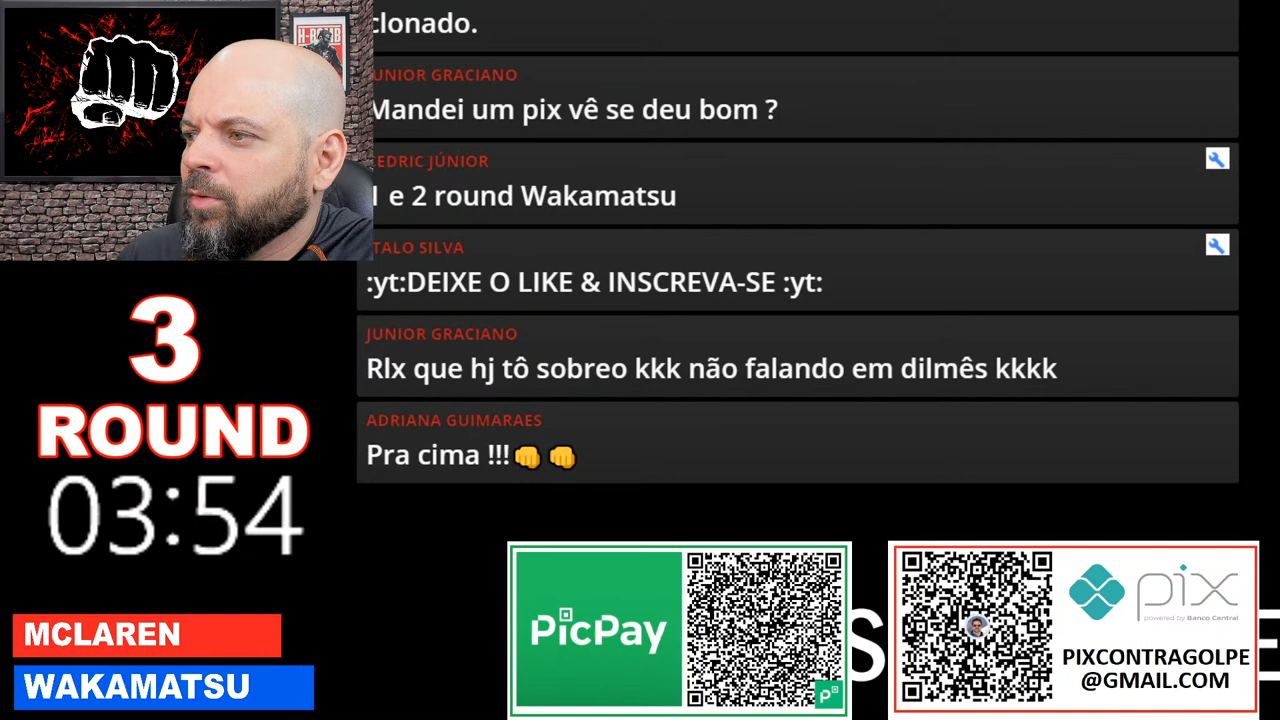 H-BOMB
clonado.
JUNIOR GRACIANO
Mandei um pix vê se deu bom ?
EDRIC JÚNIOR
1 e 2 round Wakamatsu
TALO SILVA
:yt:DEIXE O LIKE & INSCREVA-SE :yt:
JUNIOR GRACIANO
Rlx que hj tô sobreo kkk não falando em dilmês kkkk
ADRIANA GUIMARAES
Pra cima !!!👊 👊
3
ROUND
03:54
MCLAREN
WAKAMATSU
PicPay
S
pix
powered by Banco Central
PIXCONTRAGOLPE
@GMAIL.COM
E